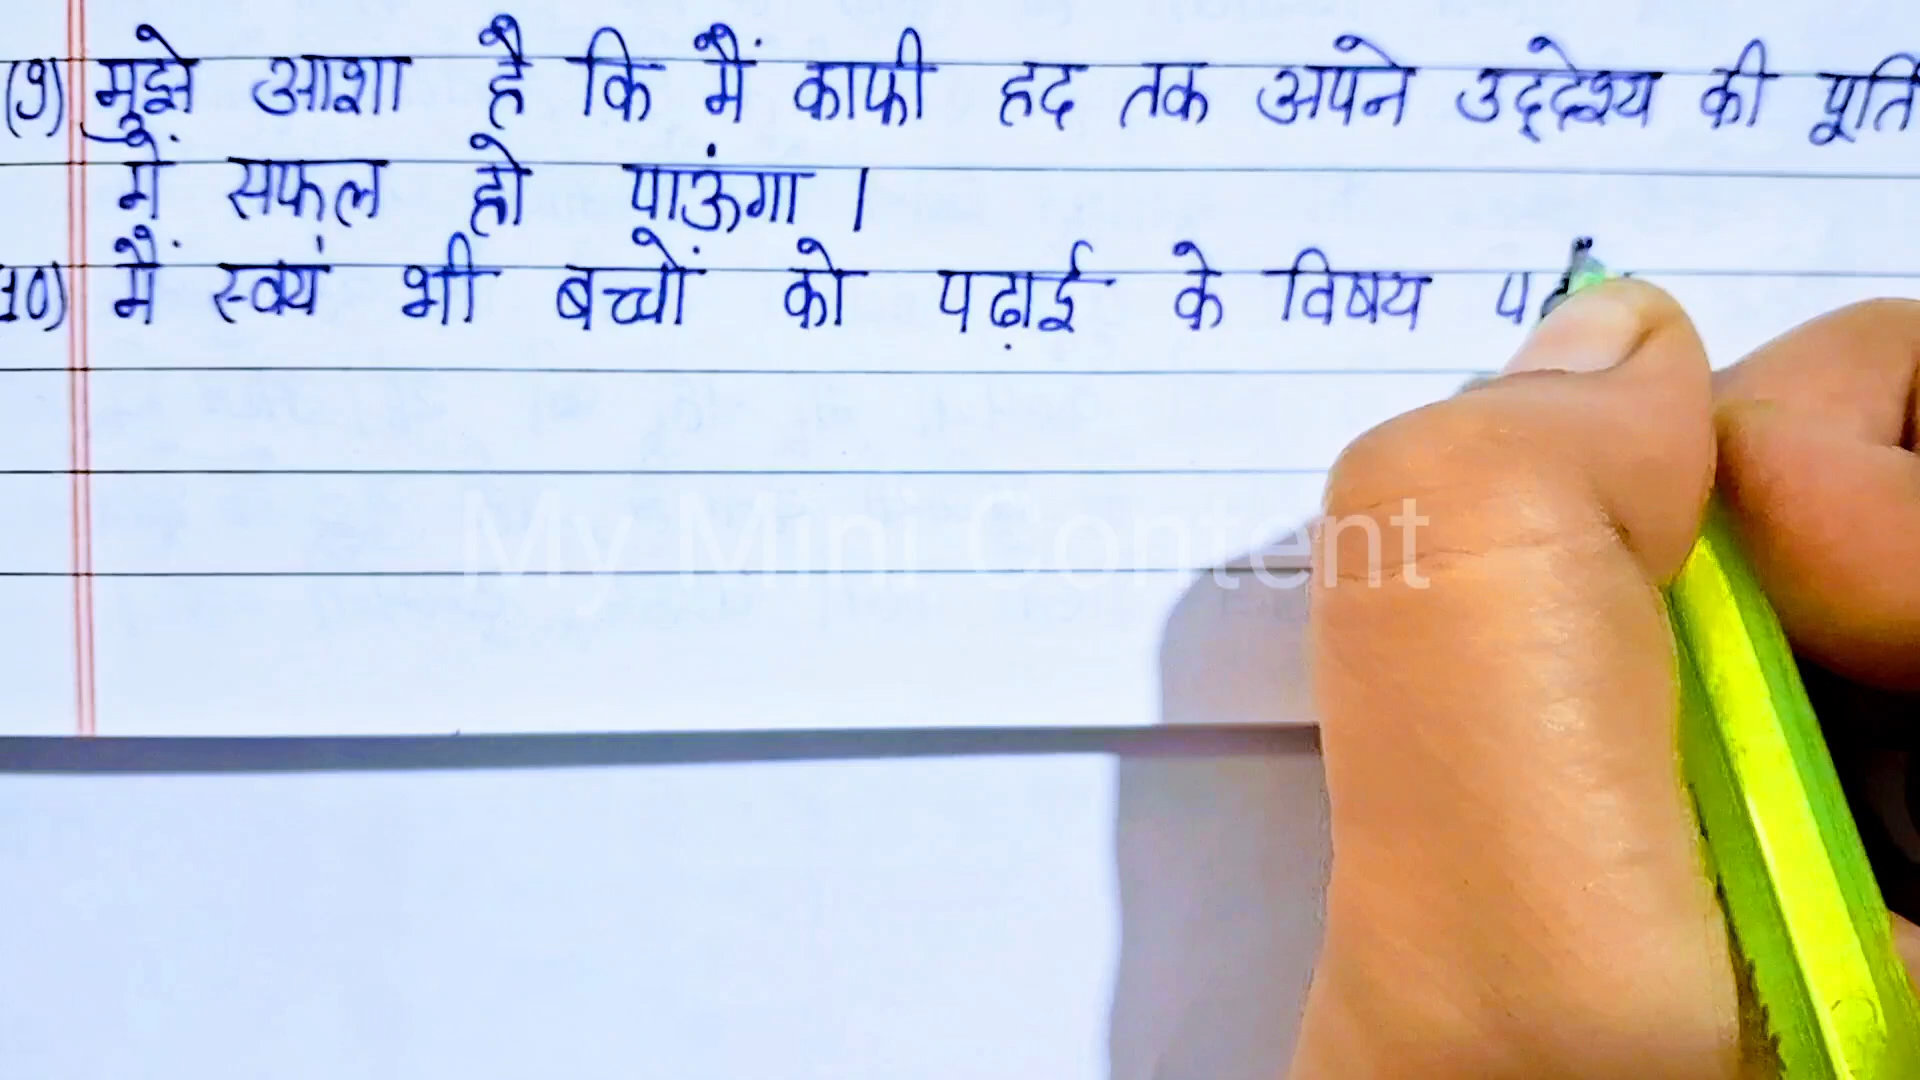 (9) मुझे आशा है कि मैं काफी हद तक अपने उद्देश्य की पूर्ति
में सफल हो पाऊंगा ।
10) मैं स्वयं भी बच्चों को पढ़ाई के विषय
My Mini Content